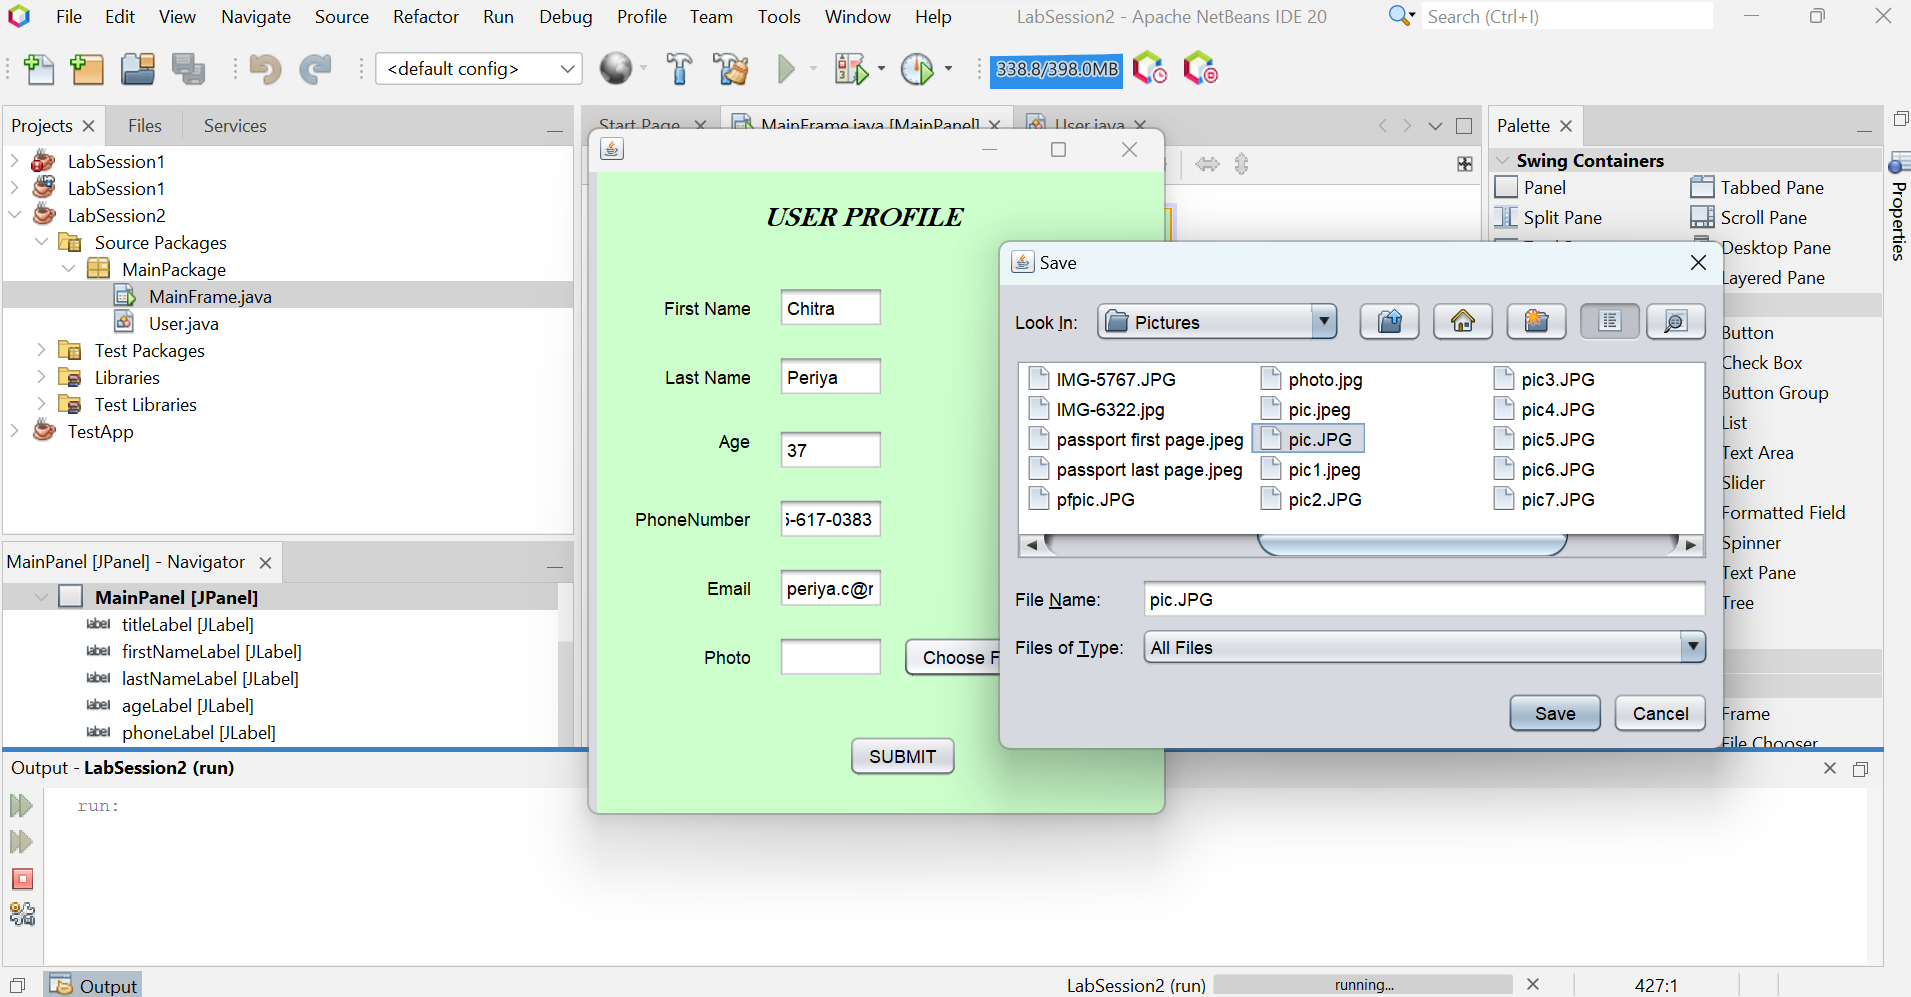 File Edit View Navigate Source Refactor Run Debug Profile Team Tools Window Help LabSession2 - Apache NetBeans IDE 20 Search (Ctrl+I)
<default config> 338.8/398.0MB
Projects Files Services
LabSession1
LabSession1
LabSession2
Source Packages
MainPackage
MainFrame.java
User.java
Test Packages
Libraries
Test Libraries
TestApp
MainPanel [JPanel] - Navigator
MainPanel [JPanel]
label titleLabel [JLabel]
label firstNameLabel [JLabel]
label lastNameLabel [JLabel]
label ageLabel [JLabel]
label phoneLabel [JLabel]
Start Page MainFrame.java [MainPanel] User.java
USER PROFILE
First Name Chitra
Last Name Periya
Age 37
PhoneNumber 5-617-0383
Email periya.c@r
Photo Choose F
SUBMIT
Save
Look In: Pictures
IMG-5767.JPG photo.jpg pic3.JPG
IMG-6322.jpg pic.jpeg pic4.JPG
passport first page.jpeg pic.JPG pic5.JPG
passport last page.jpeg pic1.jpeg pic6.JPG
pfpic.JPG pic2.JPG pic7.JPG
File Name: pic.JPG
Files of Type: All Files
Save Cancel
Palette
Swing Containers
Panel Tabbed Pane
Split Pane Scroll Pane
Desktop Pane
Layered Pane
Button
Check Box
Button Group
List
Text Area
Slider
Formatted Field
Spinner
Text Pane
Tree
Frame
File Chooser
Properties
Output - LabSession2 (run)
run:
Output LabSession2 (run) running... 427:1